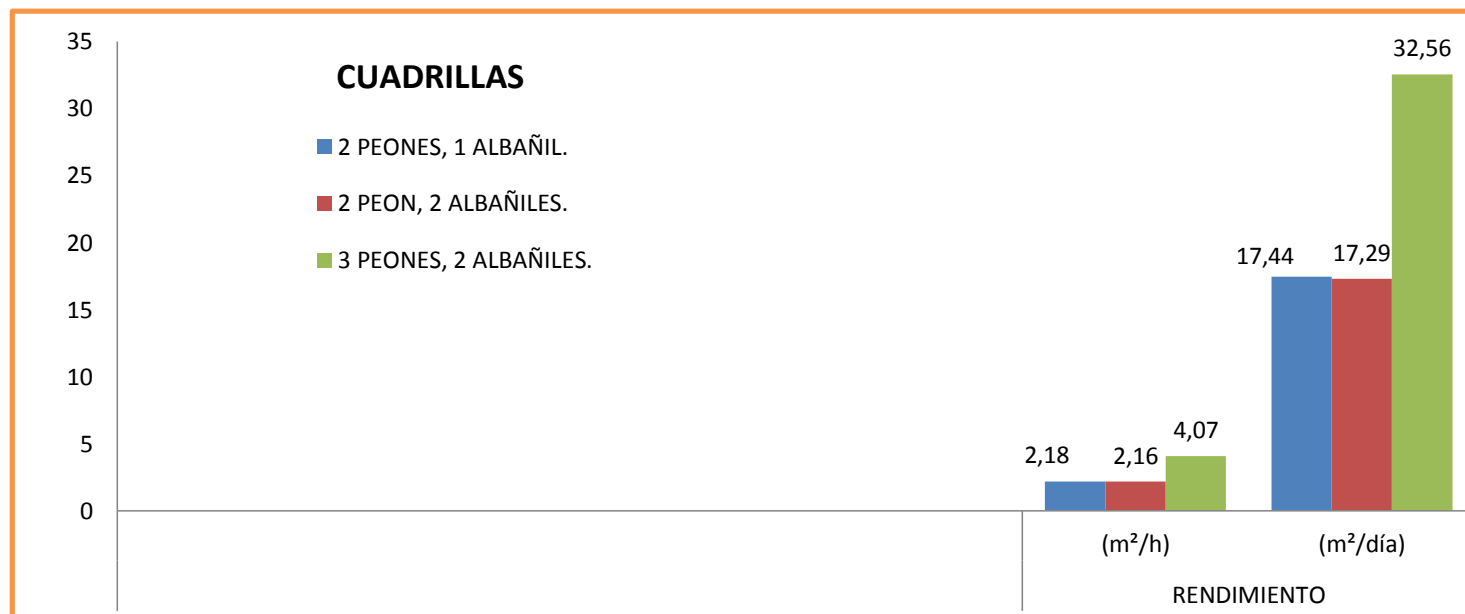 35
30
25
20
15
10
5
0
CUADRILLAS
2 PEONES, 1 ALBAÑIL.
2 PEON, 2 ALBAÑILES.
3 PEONES, 2 ALBAÑILES.
2,18
2,16
4,07
17,44
17,29
32,56
(m²/h)
(m²/día)
RENDIMIENTO